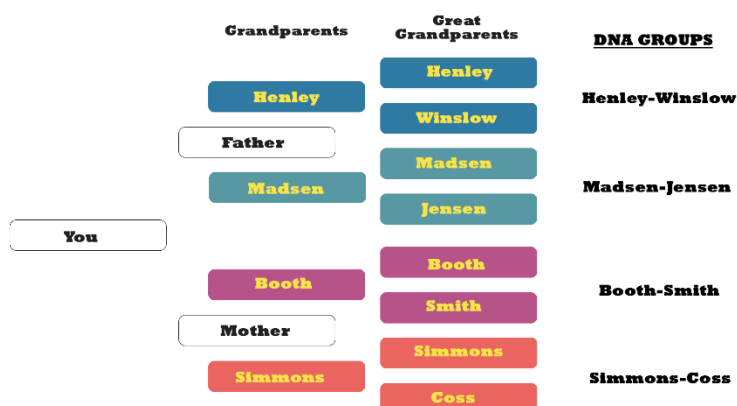 Grandparents
Great
Grandparents
DNA GROUPS
Henley
Henley
Henley-Winslow
Winslow
Father
Madsen
Madsen
Madsen-Jensen
Jensen
You
Booth
Booth
Booth-Smith
Smith
Mother
Simmons
Simmons
Simmons-Coss
Coss